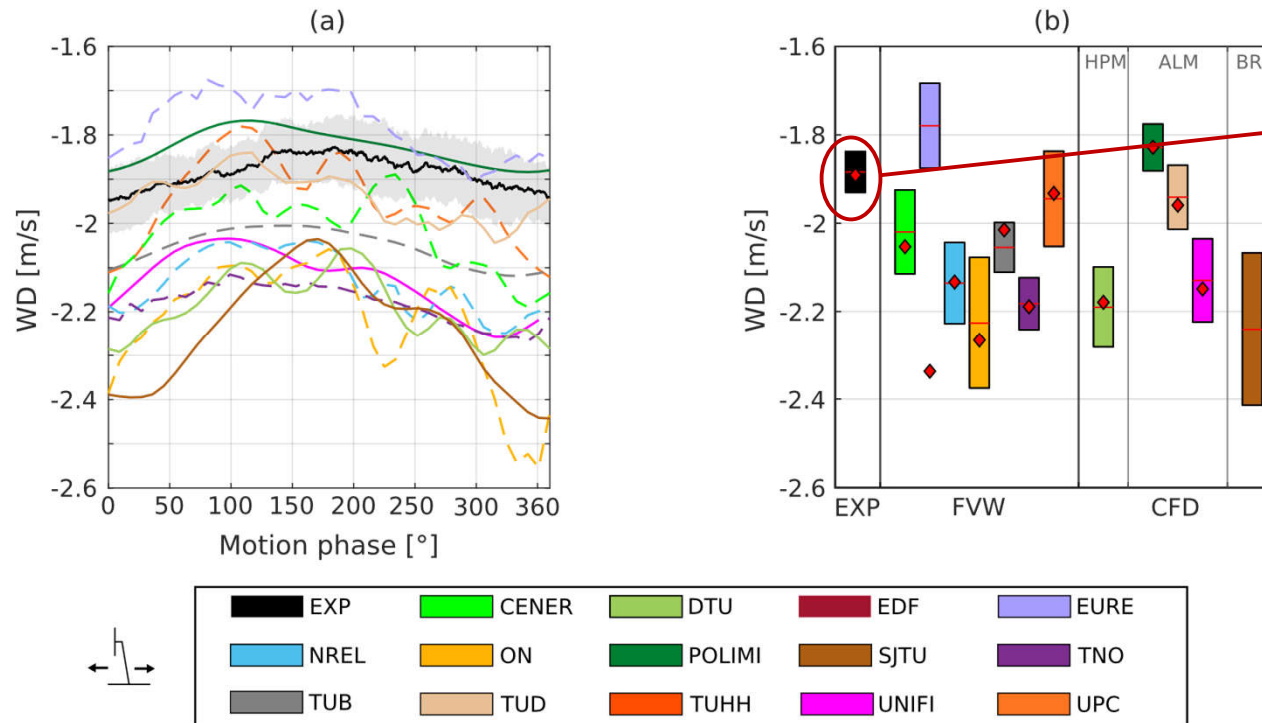 (a)
(b)
-1.6
-1.8
-2
-2.2
-2.4
-2.6
WD [m/s]
0 50 100 150 200 250 300 360
Motion phase [°]
-1.6
-1.8
-2
-2.2
-2.4
-2.6
WD [m/s]
HPM ALM BR
EXP FVW CFD
EXP CENER DTU EDF EURE
NREL ON POLIMI SJTU TNO
TUB TUD TUHH UNIFI UPC